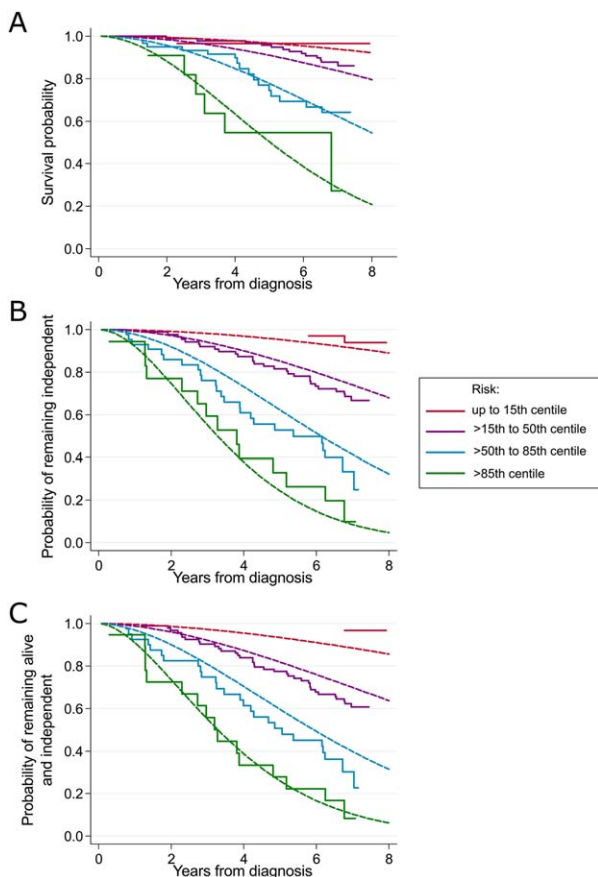 A
Survival probability
1.0
0.8
0.6
0.4
0.2
0.0
0 2 4 6 8
Years from diagnosis
B
Probability of remaining independent
1.0
0.8
0.6
0.4
0.2
0.0
0 2 4 6 8
Years from diagnosis
Risk:
up to 15th centile
>15th to 50th centile
>50th to 85th centile
>85th centile
C
Probability of remaining alive
and independent
1.0
0.8
0.6
0.4
0.2
0.0
0 2 4 6 8
Years from diagnosis